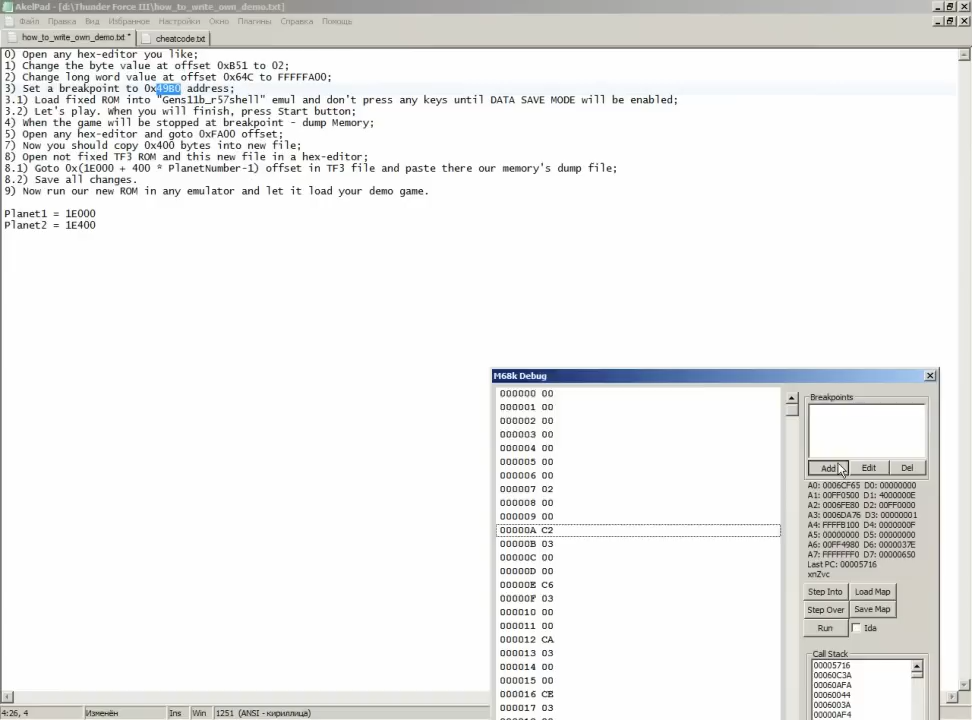 AkelPad - [d:\Thunder Force III\how_to_write_own_demo.txt]
Файл Правка Вид Избранное Настройки Окно Плагины Справка Помощь
how_to_write_own_demo.txt * cheatcode.txt
0) Open any hex-editor you like;
1) Change the byte value at offset 0xB51 to 02;
2) Change long word value at offset 0x64C to FFFFFA00;
3) Set a breakpoint to 0x49B0 address;
3.1) Load fixed ROM into "Gens11b_r57shell" emul and don't press any keys until DATA SAVE MODE will be enabled;
3.2) Let's play. When you will finish, press Start button;
4) When the game will be stopped at breakpoint - dump Memory;
5) Open any hex-editor and goto 0xFA00 offset;
7) Now you should copy 0x400 bytes into new file;
8) Open not fixed TF3 ROM and this new file in a hex-editor;
8.1) Goto 0x(1E000 + 400 * PlanetNumber-1) offset in TF3 file and paste there our memory's dump file;
8.2) Save all changes.
9) Now run our new ROM in any emulator and let it load your demo game.
Planet1 = 1E000
Planet2 = 1E400
M68k Debug
000000 00
000001 00
000002 00
000003 00
000004 00
000005 00
000006 00
000007 02
000008 00
000009 00
00000A C2
00000B 03
00000C 00
00000D 00
00000E C6
00000F 03
000010 00
000011 00
000012 CA
000013 03
000014 00
000015 00
000016 CE
000017 03
Breakpoints
Add Edit Del
A0: 0006CF65 D0: 00000000
A1: 00FF0500 D1: 4000000E
A2: 0006FE80 D2: 00FF0000
A3: 0006DA76 D3: 00000001
A4: FFFFB100 D4: 0000000F
A5: 00000000 D5: 00000000
A6: 00FF4980 D6: 0000037E
A7: FFFFFFF0 D7: 00000650
Last PC: 00005716
xnZvc
Step Into Load Map
Step Over Save Map
Run Ida
Call Stack
00005716
00060C3A
00060AFA
00060044
0006003A
00000AF4
4:26, 4 Изменён Ins Win 1251 (ANSI - кириллица)